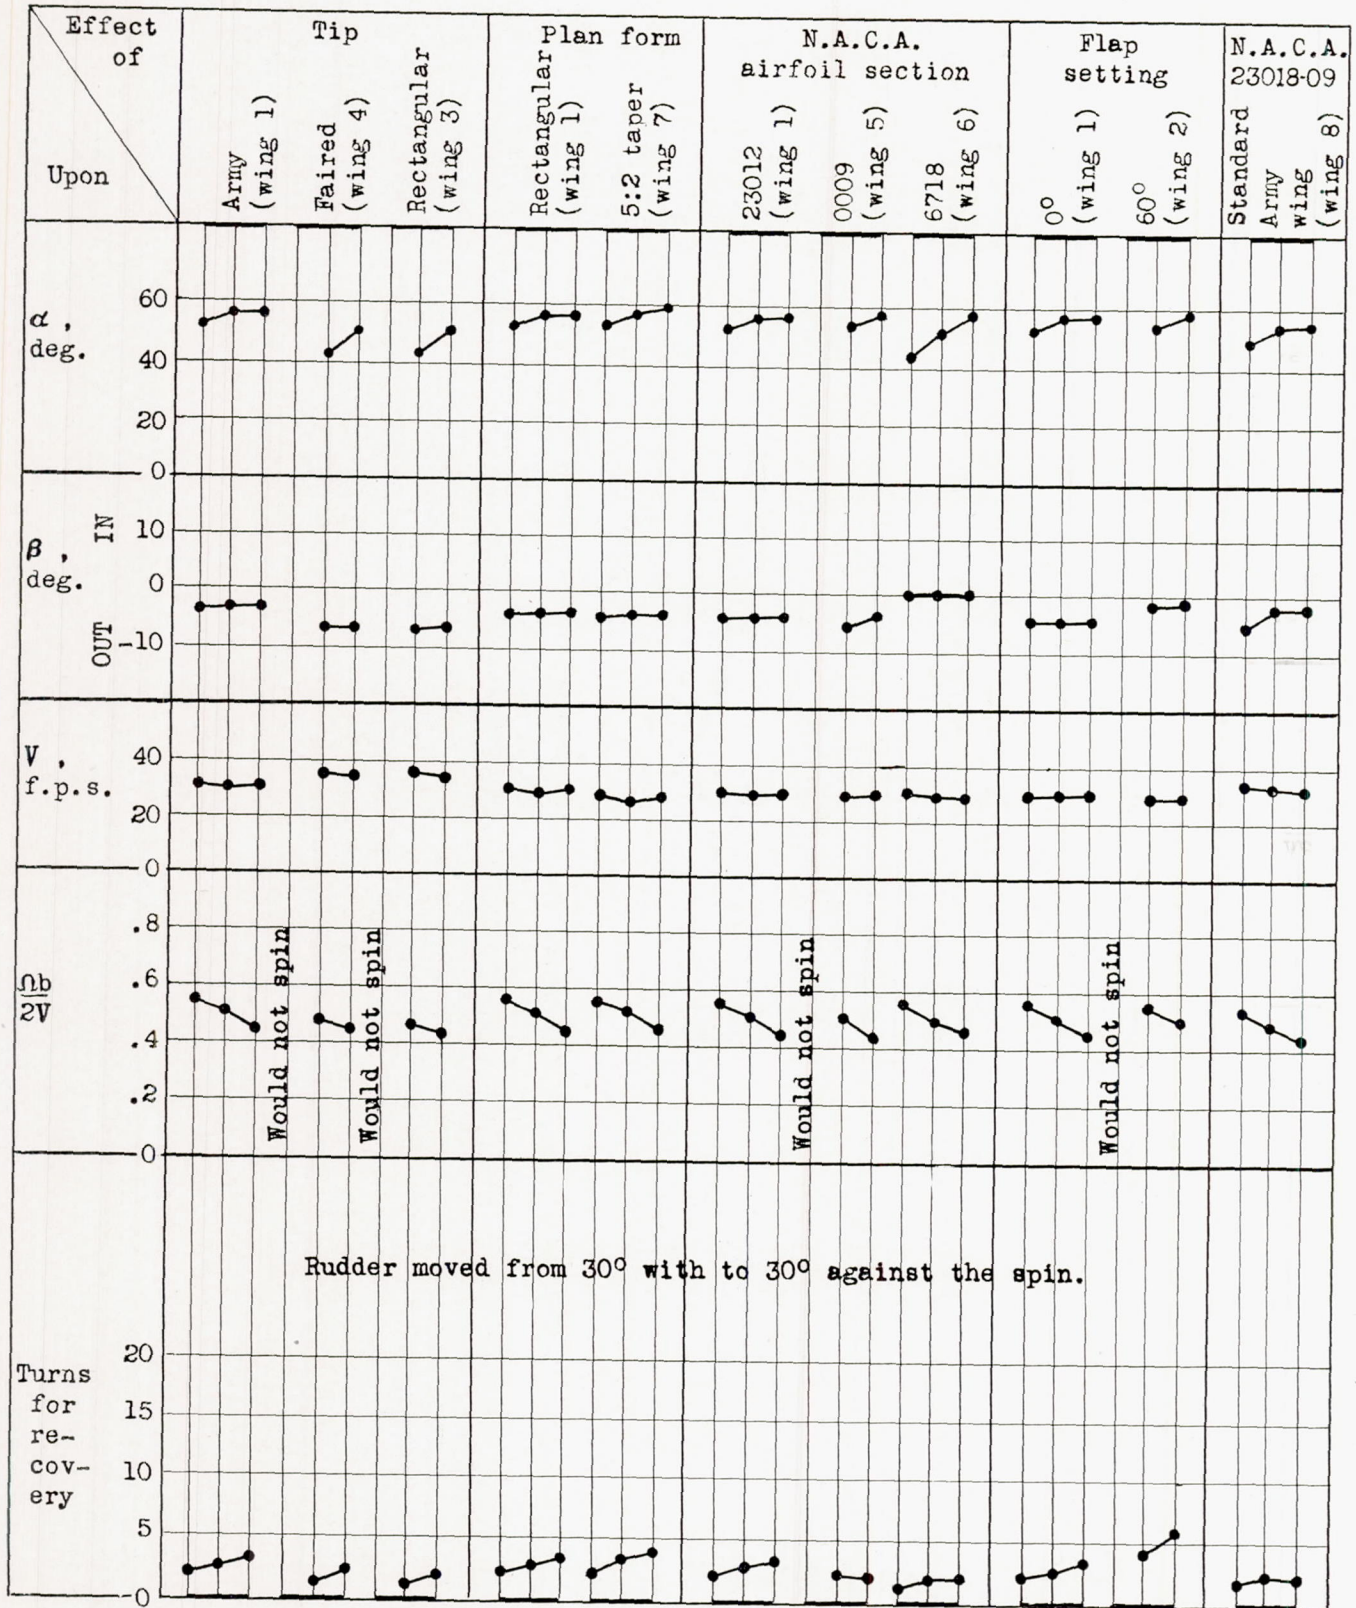 Effect
of
Upon
Tip
Army
(wing 1)
Faired
(wing 4)
Rectangular
(wing 3)
Plan form
Rectangular
(wing 1)
5:2 taper
(wing 7)
N.A.C.A.
airfoil section
23012
(wing 1)
0009
(wing 5)
6718
(wing 6)
Flap
setting
0°
(wing 1)
60°
(wing 2)
N.A.C.A.
23018-09
Standard
Army
wing
(wing 8)
α ,
deg.
60
40
20
0
β ,
deg.
IN
OUT
10
0
-10
V ,
f.p.s.
40
20
0
Ωb
2V
.8
.6
.4
.2
0
Would not spin
Would not spin
Would not spin
Would not spin
Rudder moved from 30° with to 30° against the spin.
Turns
for
re-
cov-
ery
20
15
10
5
0